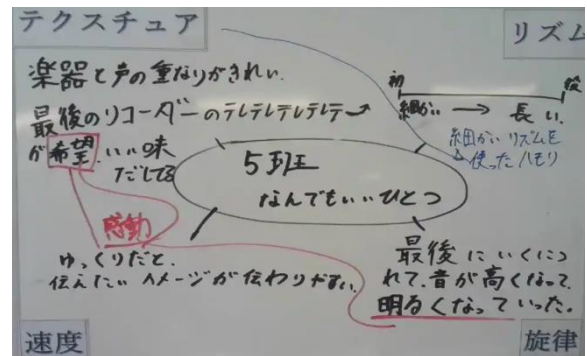 テクスチュア
リズム
楽器と声の重なりがきれい.
最後のリコーダーのテレテレテレテレテ
が希望.いい味
だしてる
初
後
細かい → 長い.
細かいリズムを
使ったハモリ
5班
なんでもいいひとつ
感動
ゆっくりだと、
伝えたいイメージが伝わりやすい.
最後にいくにつ
れて、音が高くなって、
明るくなっていった。
速度
旋律